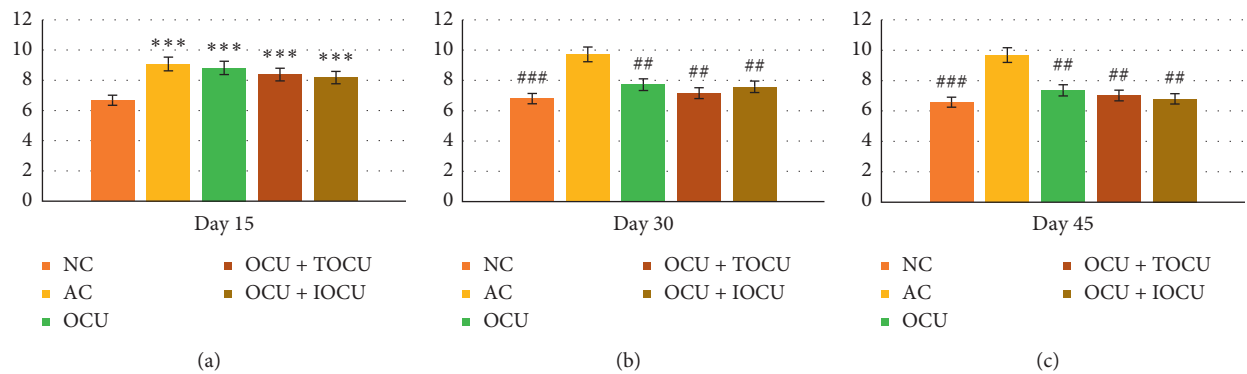 12
10
8
6
4
2
0
***
***
***
***
Day 15
NC
AC
OCU
OCU + TOCU
OCU + IOCU
(a)
12
10
8
6
4
2
0
###
##
##
##
Day 30
NC
AC
OCU
OCU + TOCU
OCU + IOCU
(b)
12
10
8
6
4
2
0
###
##
##
##
Day 45
NC
AC
OCU
OCU + TOCU
OCU + IOCU
(c)